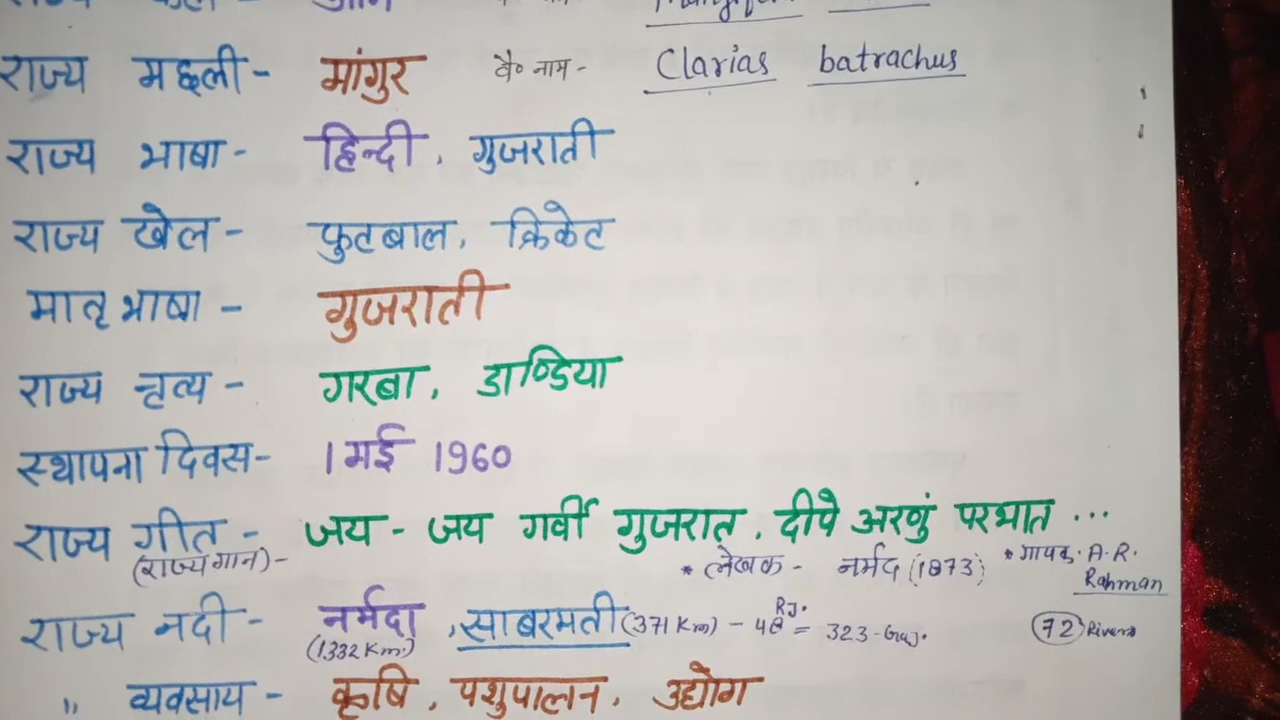 राज्य मछली - मांगुर वै० नाम - Clarias batrachus
राज्य भाषा - हिन्दी, गुजराती
राज्य खेल - फुटबाल, क्रिकेट
मातृभाषा - गुजराती
राज्य नृत्य - गरबा, डाण्डिया
स्थापना दिवस - 1 मई 1960
राज्य गीत - जय - जय गर्वी गुजरात, दीपे अरुणुं परभात ...
(राज्यगान) - * लेखक - नर्मद (1873) * गायक. A.R. Rahman
राज्य नदी - नर्मदा, साबरमती (371 Km) - 48 Rj. = 323 - Guj. 72 Rivers
(1332 Km.)
" व्यवसाय - कृषि, पशुपालन, उद्योग